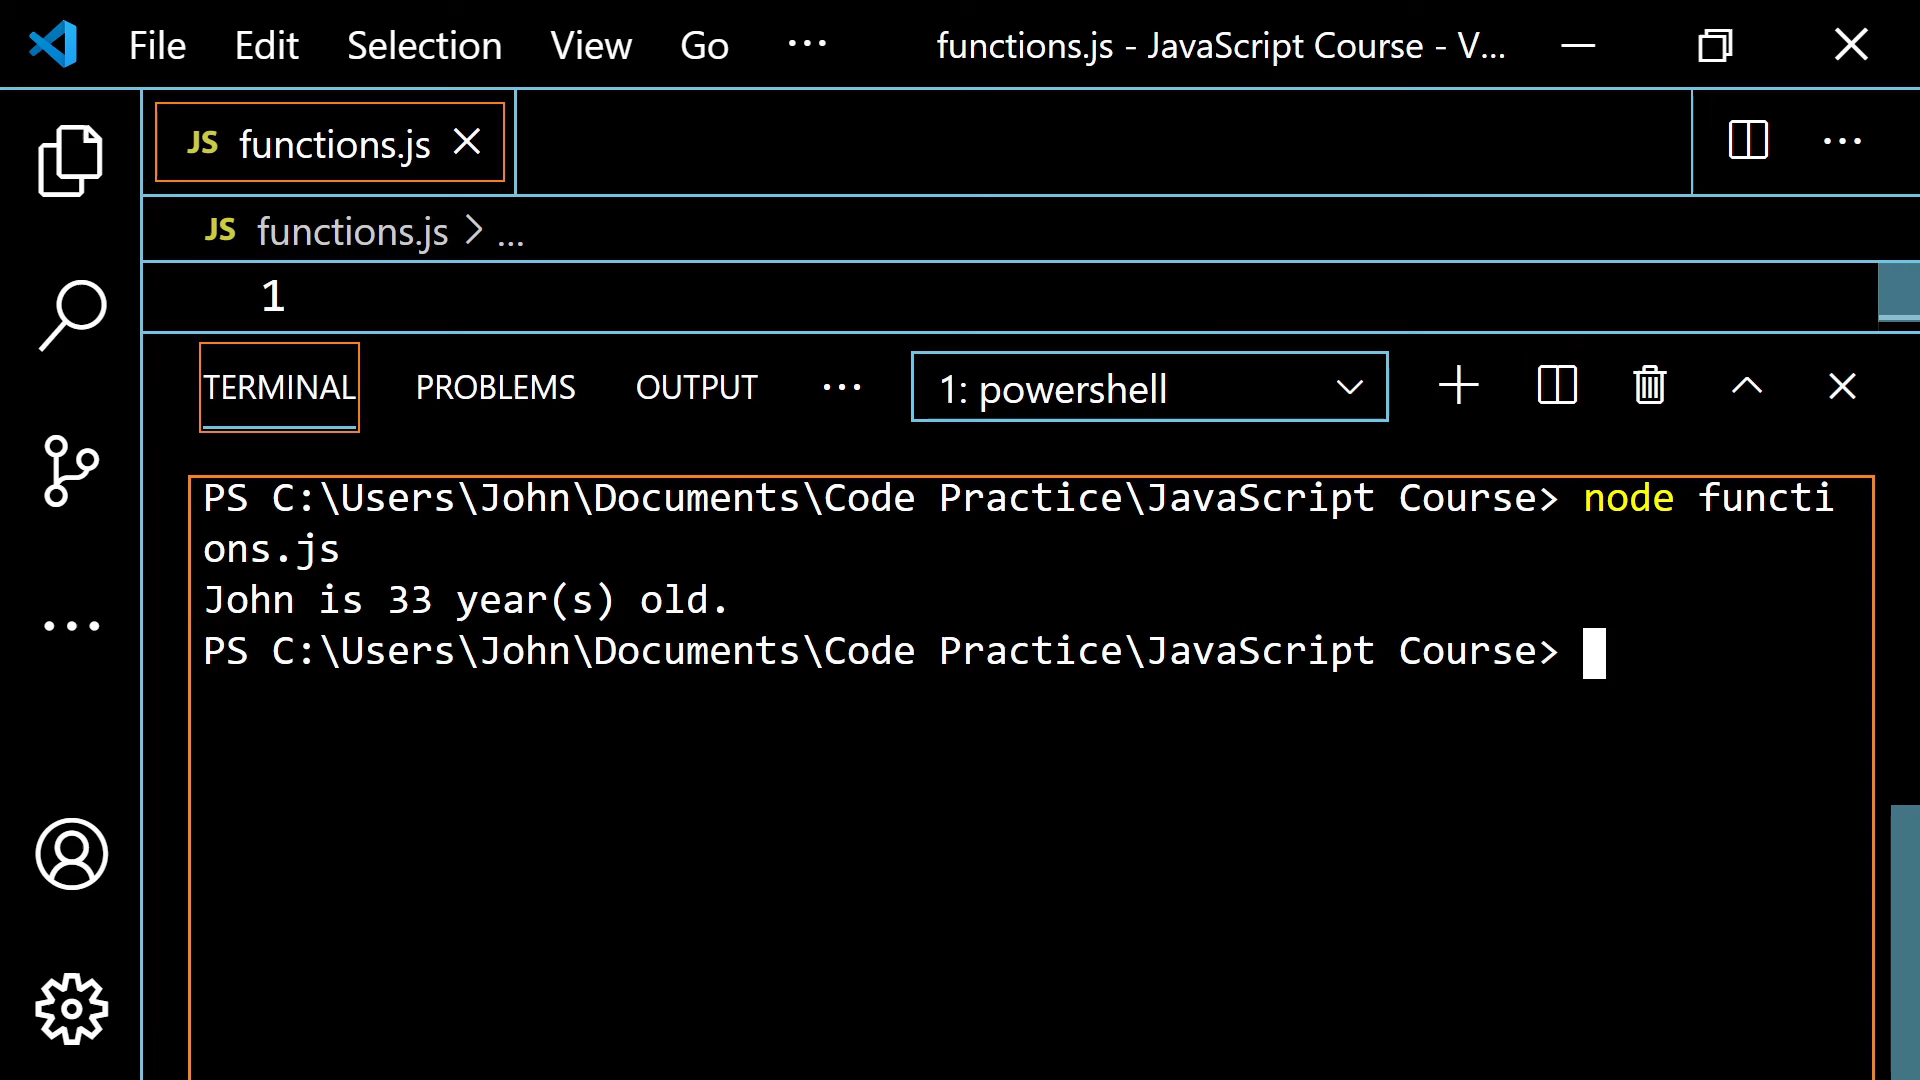 File Edit Selection View Go ... functions.js - JavaScript Course - V...
JS functions.js
JS functions.js > ...
1
TERMINAL PROBLEMS OUTPUT ... 1: powershell
PS C:\Users\John\Documents\Code Practice\JavaScript Course> node functi
ons.js
John is 33 year(s) old.
PS C:\Users\John\Documents\Code Practice\JavaScript Course>